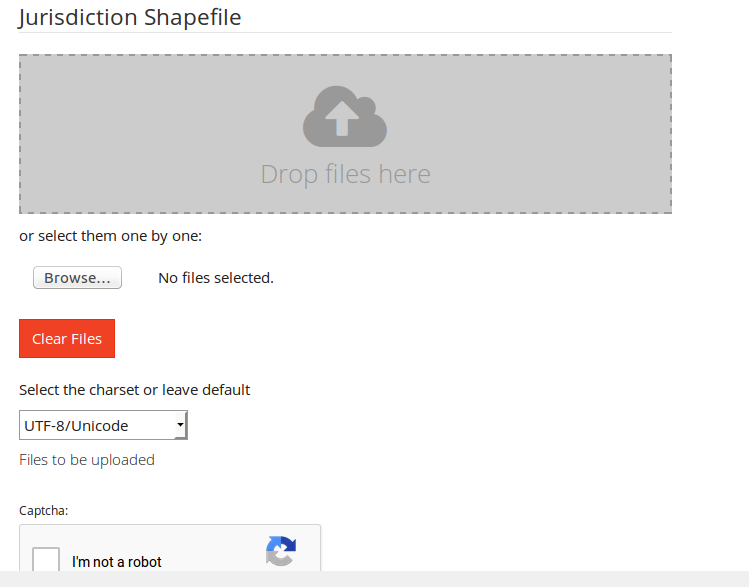 Jurisdiction Shapefile
Drop files here
or select them one by one:
Browse...
No files selected.
Clear Files
Select the charset or leave default
UTF-8/Unicode
Files to be uploaded
Captcha:
I'm not a robot